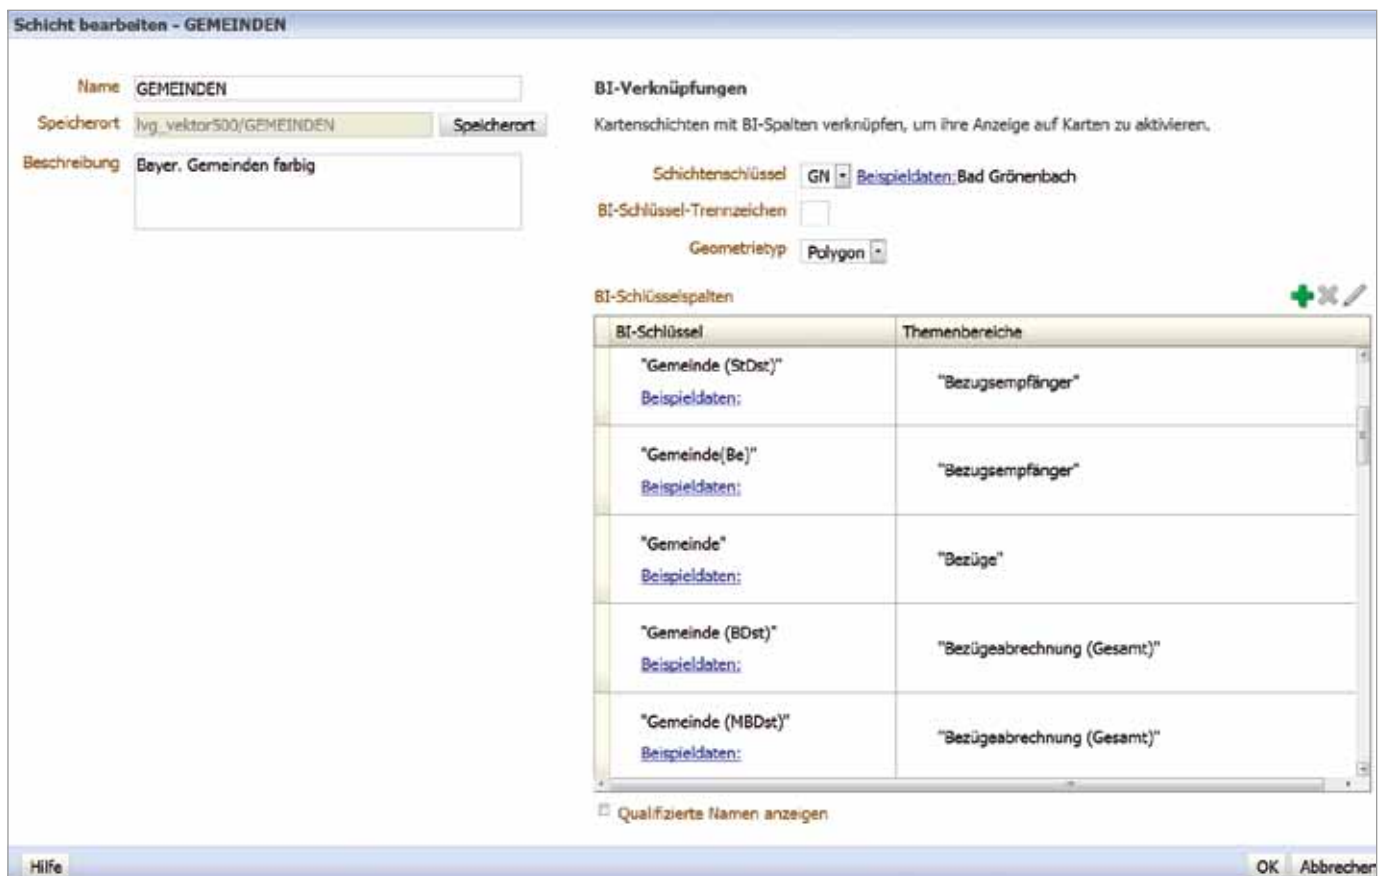 Schicht bearbeiten - GEMEINDEN
Name GEMEINDEN
Speicherort lvg_vektor500/GEMEINDEN Speicherort
Beschreibung Bayer. Gemeinden farbig
BI-Verknüpfungen
Kartenschichten mit BI-Spalten verknüpfen, um ihre Anzeige auf Karten zu aktivieren.
Schichtenschlüssel GN Beispieldaten: Bad Grönenbach
BI-Schlüssel-Trennzeichen
Geometrietyp Polygon
BI-Schlüsselspalten
BI-Schlüssel Themenbereiche
"Gemeinde (StDst)"
Beispieldaten:
"Bezugsempfänger"
"Gemeinde(Be)"
Beispieldaten:
"Bezugsempfänger"
"Gemeinde"
Beispieldaten:
"Bezüge"
"Gemeinde (BDst)"
Beispieldaten:
"Bezügeabrechnung (Gesamt)"
"Gemeinde (MBDst)"
Beispieldaten:
"Bezügeabrechnung (Gesamt)"
Qualifizierte Namen anzeigen
Hilfe OK Abbrechen